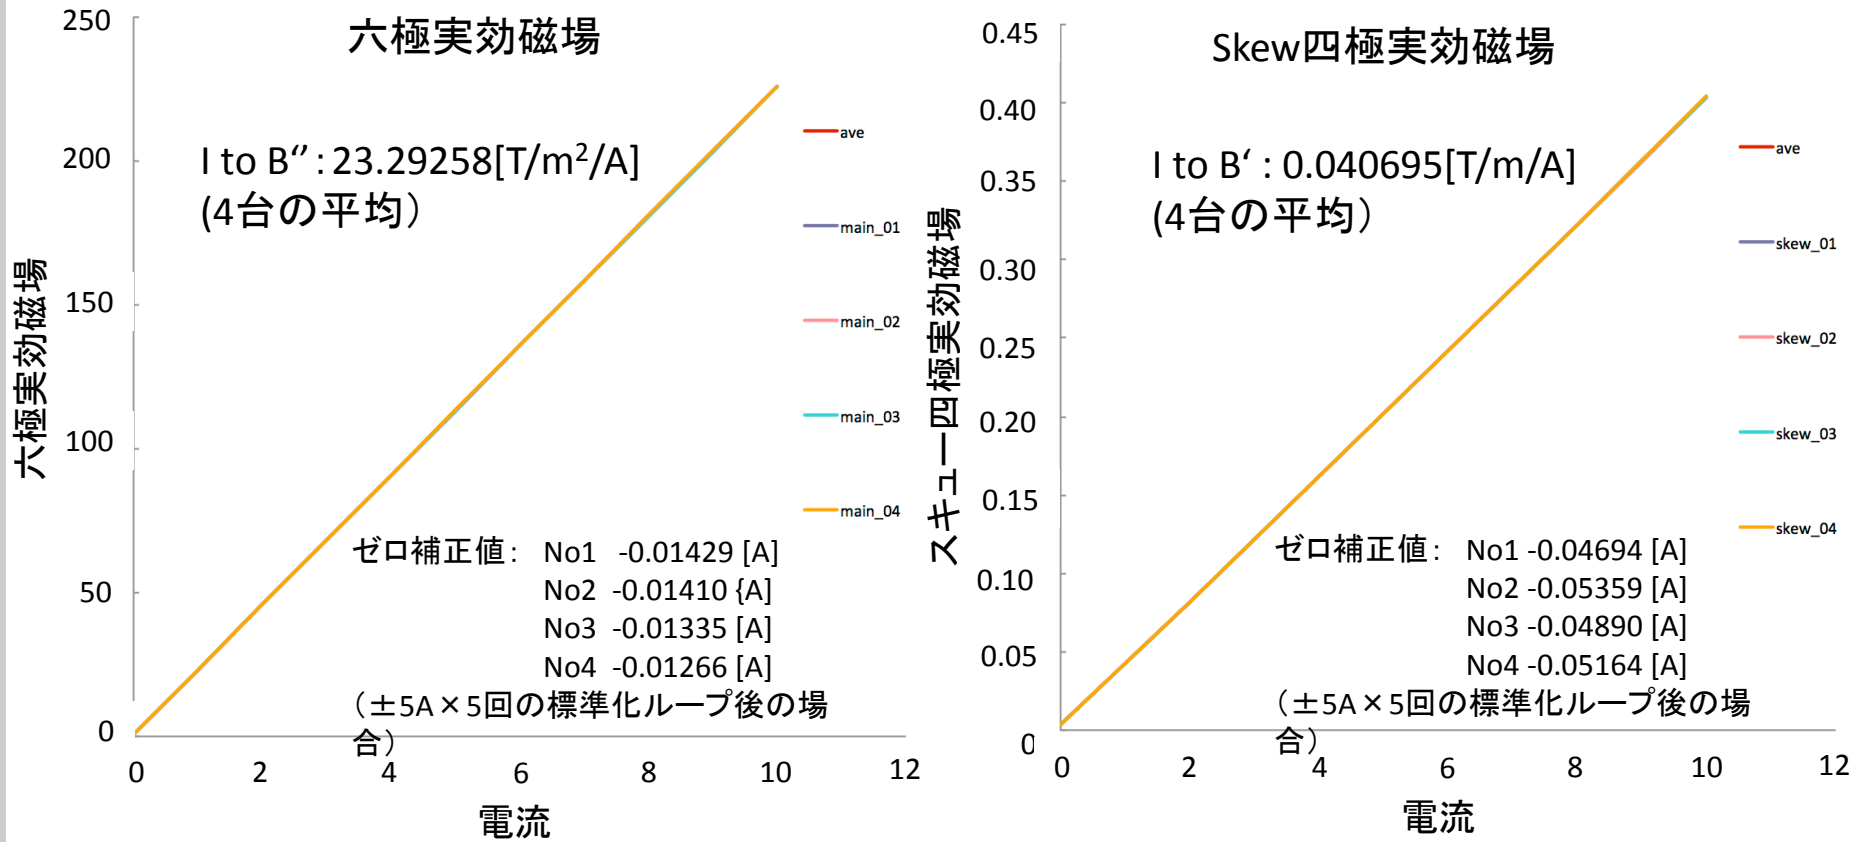 六極実効磁場
I to B″：23.29258[T/m²/A]
(4台の平均）
250
200
150
100
50
0
六極実効磁場
ave
main_01
main_02
main_03
main_04
ゼロ補正値： No1 -0.01429 [A]
No2 -0.01410 {A]
No3 -0.01335 [A]
No4 -0.01266 [A]
（±5A×5回の標準化ループ後の場
合）
0 2 4 6 8 10 12
電流
Skew四極実効磁場
I to B‘ : 0.040695[T/m/A]
(4台の平均）
0.45
0.40
0.35
0.30
0.25
0.20
0.15
0.10
0.05
0
スキュー四極実効磁場
ave
skew_01
skew_02
skew_03
skew_04
ゼロ補正値： No1 -0.04694 [A]
No2 -0.05359 [A]
No3 -0.04890 [A]
No4 -0.05164 [A]
（±5A×5回の標準化ループ後の場
合）
0 2 4 6 8 10 12
電流